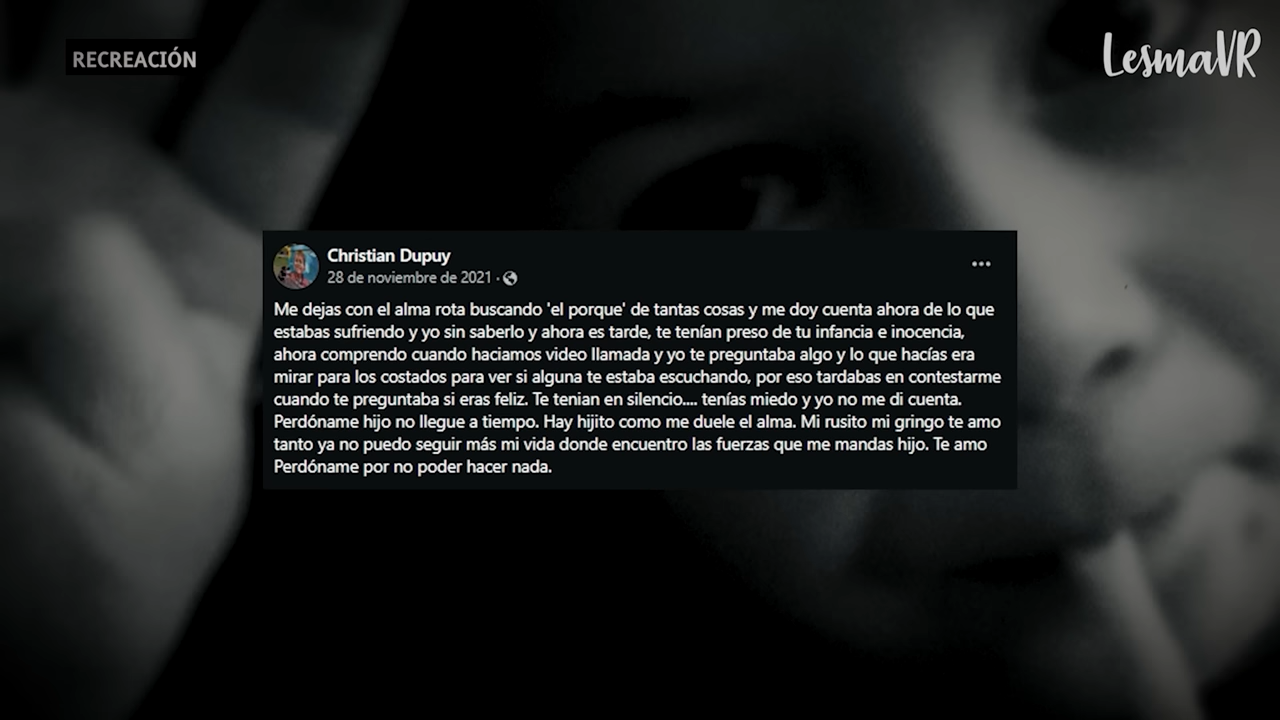 RECREACIÓN
LesmaVR
Christian Dupuy
28 de noviembre de 2021 ·
Me dejas con el alma rota buscando 'el porque' de tantas cosas y me doy cuenta ahora de lo que
estabas sufriendo y yo sin saberlo y ahora es tarde, te tenían preso de tu infancia e inocencia,
ahora comprendo cuando haciamos video llamada y yo te preguntaba algo y lo que hacías era
mirar para los costados para ver si alguna te estaba escuchando, por eso tardabas en contestarme
cuando te preguntaba si eras feliz. Te tenian en silencio.... tenías miedo y yo no me di cuenta.
Perdóname hijo no llegue a tiempo. Hay hijito como me duele el alma. Mi rusito mi gringo te amo
tanto ya no puedo seguir más mi vida donde encuentro las fuerzas que me mandas hijo. Te amo
Perdóname por no poder hacer nada.